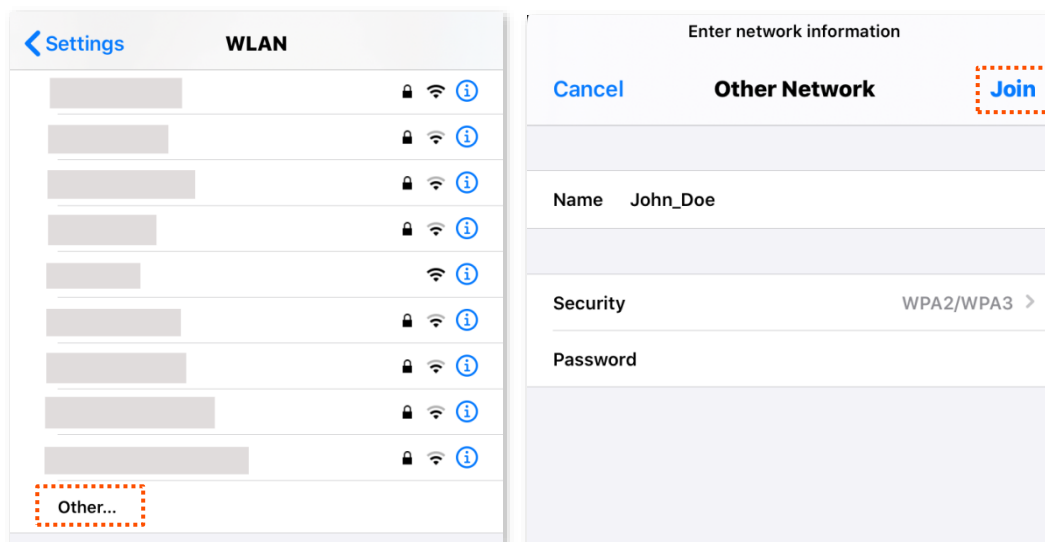 Settings
WLAN
Other...
Enter network information
Cancel
Other Network
Join
Name John_Doe
Security WPA2/WPA3
Password